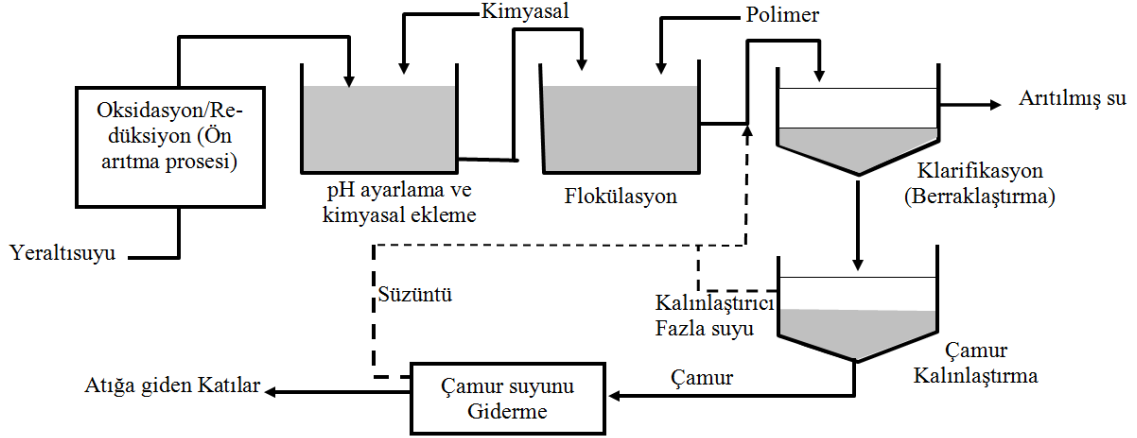 Kimyasal
Polimer
Oksidasyon/Re-
düksiyon (Ön
arıtma prosesi)
Arıtılmış su
pH ayarlama ve
kimyasal ekleme
Flokülasyon
Klarifikasyon
(Berraklaştırma)
Yeraltısuyu
Süzüntü
Kalınlaştırıcı
Fazla suyu
Çamur
Kalınlaştırma
Atığa giden Katılar
Çamur suyunu
Giderme
Çamur